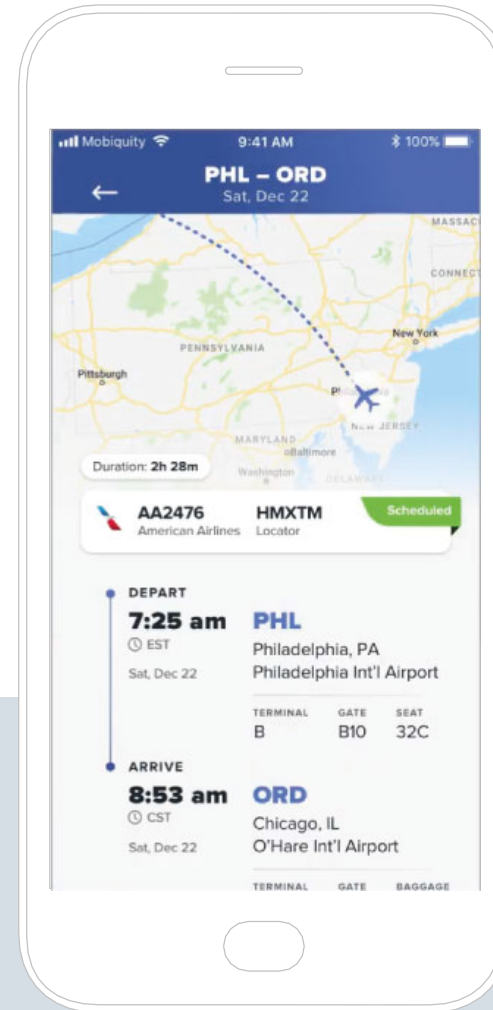 Mobiquity 9:41 AM 100%
PHL – ORD
Sat, Dec 22
MASSAC
CONNECT
New York
PENNSYLVANIA
Pittsburgh
NEW JERSEY
MARYLAND
Baltimore
Washington
DELAWARE
Duration: 2h 28m
AA2476 HMXTM Scheduled
American Airlines Locator
DEPART
7:25 am PHL
EST Philadelphia, PA
Sat, Dec 22 Philadelphia Int'l Airport
TERMINAL GATE SEAT
B B10 32C
ARRIVE
8:53 am ORD
CST Chicago, IL
Sat, Dec 22 O'Hare Int'l Airport
TERMINAL GATE BAGGAGE